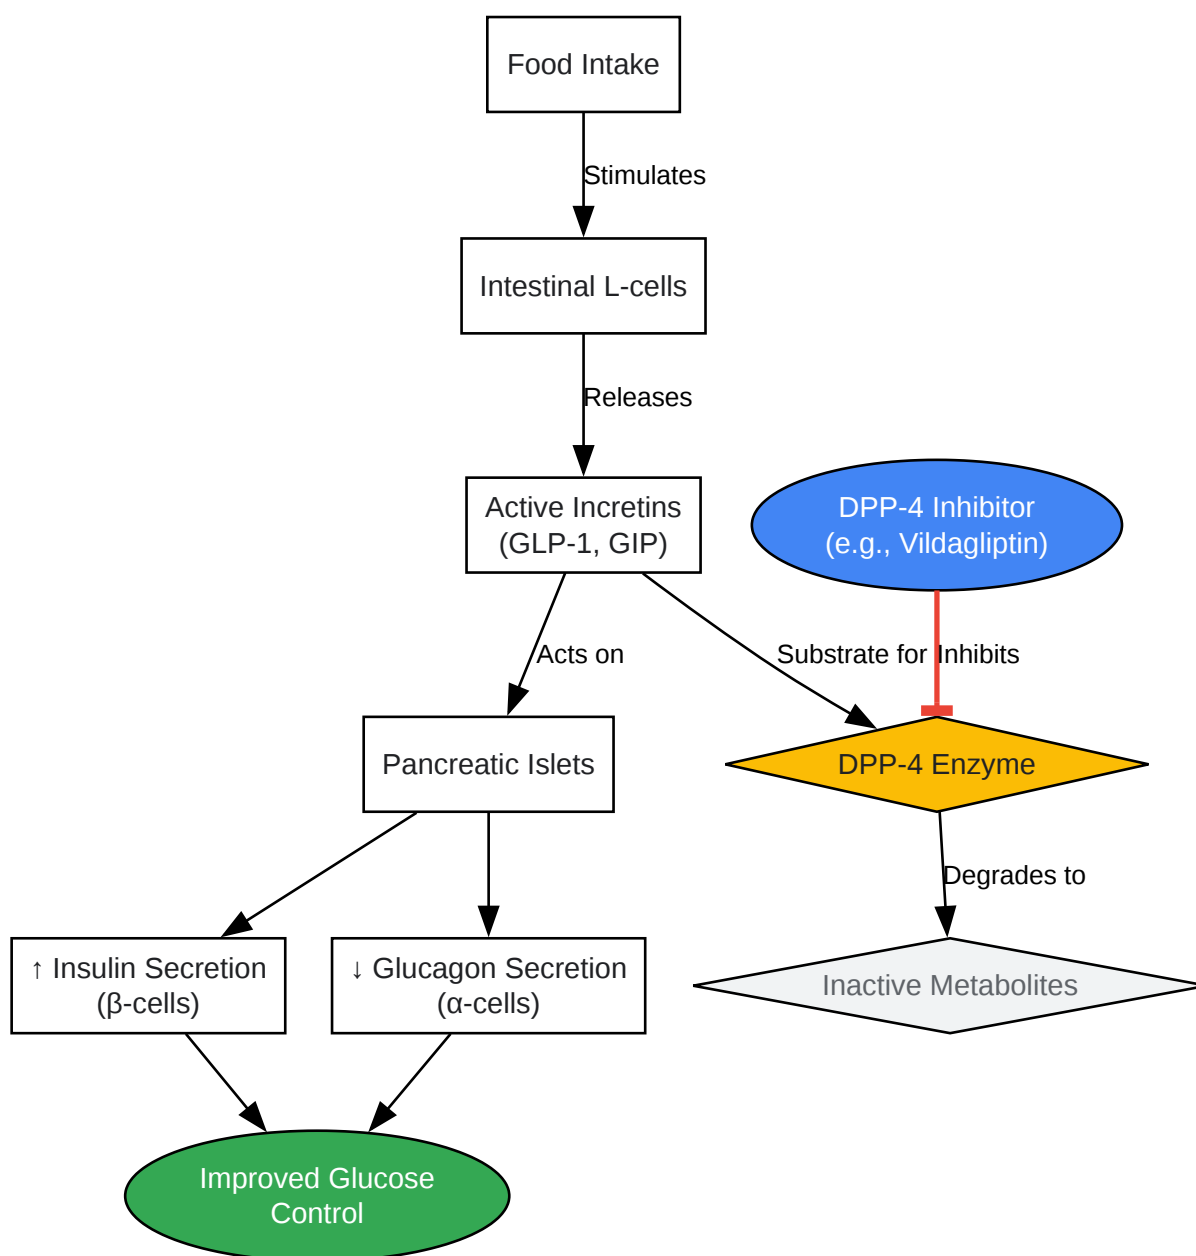 Food Intake
Stimulates
Intestinal L-cells
Releases
Active Incretins
(GLP-1, GIP)
DPP-4 Inhibitor
(e.g., Vildagliptin)
Acts on
Substrate for
Inhibits
Pancreatic Islets
DPP-4 Enzyme
Degrades to
↑ Insulin Secretion
(β-cells)
↓ Glucagon Secretion
(α-cells)
Inactive Metabolites
Improved Glucose
Control